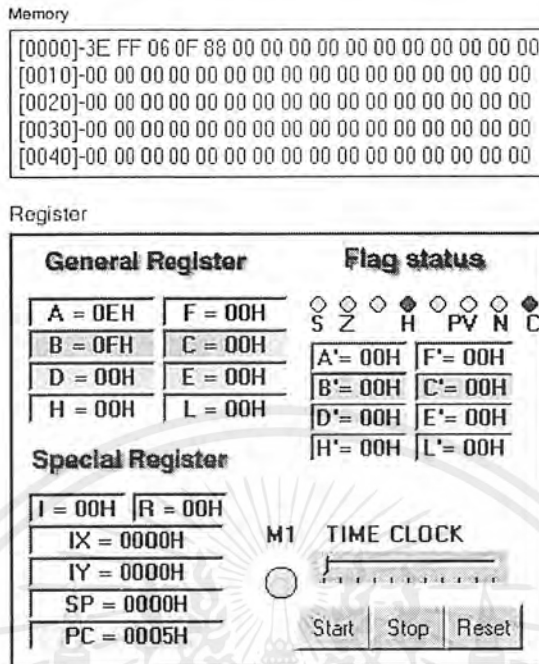 Memory
[0000]-3E FF 06 0F 88 00 00 00 00 00 00 00 00 00 00 00
[0010]-00 00 00 00 00 00 00 00 00 00 00 00 00 00 00 00
[0020]-00 00 00 00 00 00 00 00 00 00 00 00 00 00 00 00
[0030]-00 00 00 00 00 00 00 00 00 00 00 00 00 00 00 00
[0040]-00 00 00 00 00 00 00 00 00 00 00 00 00 00 00 00
Register
General Register
A = 0EH F = 00H
B = 0FH C = 00H
D = 00H E = 00H
H = 00H L = 00H
Flag status
S Z H PV N C
A'= 00H F'= 00H
B'= 00H C'= 00H
D'= 00H E'= 00H
H'= 00H L'= 00H
Special Register
I = 00H R = 00H
IX = 0000H
IY = 0000H
SP = 0000H
PC = 0005H
M1 TIME CLOCK
Start Stop Reset